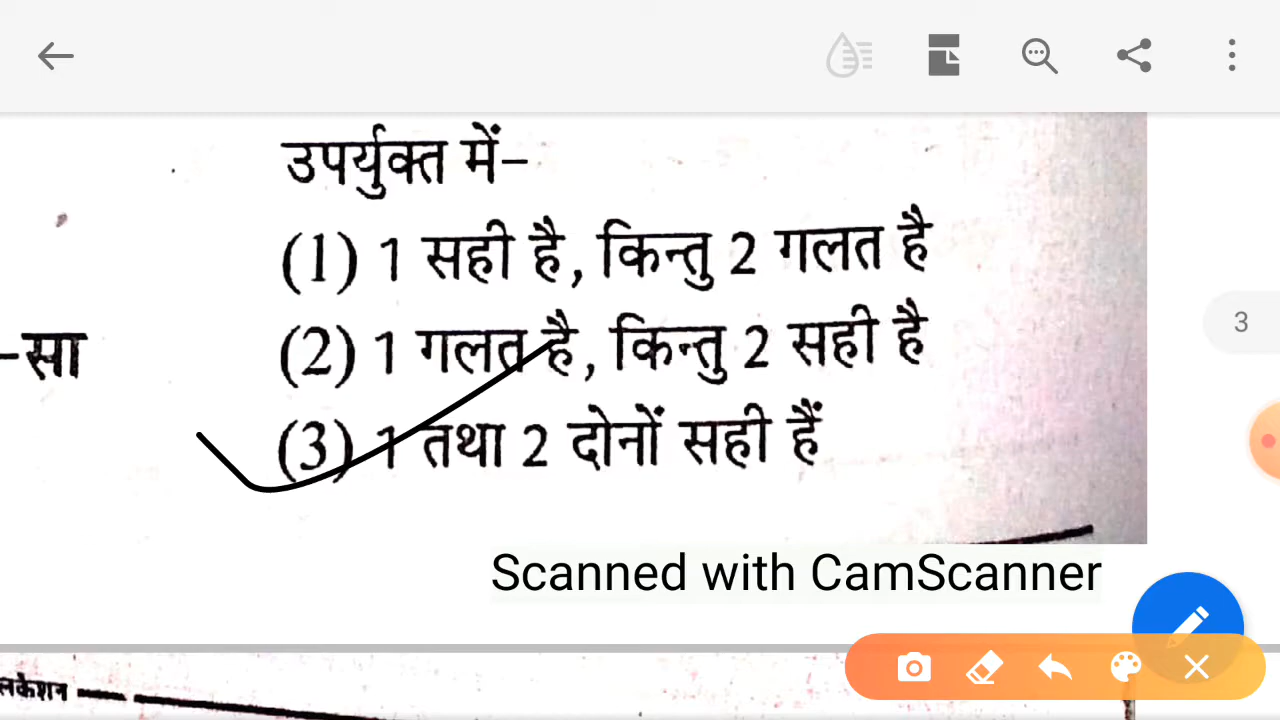 उपर्युक्त में–
(1) 1 सही है, किन्तु 2 गलत है
(2) 1 गलत है, किन्तु 2 सही है
–सा
(3) 1 तथा 2 दोनों सही हैं
3
Scanned with CamScanner